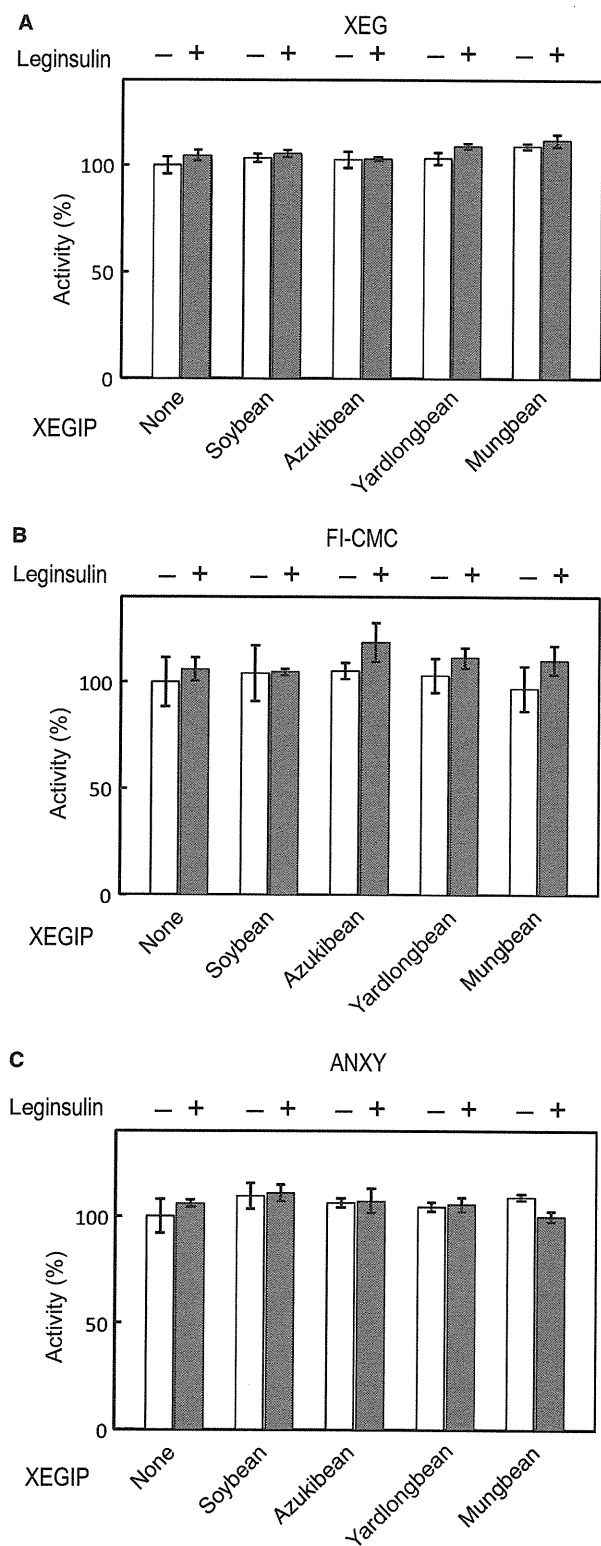 A
XEG
Leginsulin − + − + − + − + − +
100
50
0
Activity (%)
XEGIP
None Soybean Azukibean Yardlongbean Mungbean
B
FI-CMC
Leginsulin − + − + − + − + − +
100
50
0
Activity (%)
XEGIP
None Soybean Azukibean Yardlongbean Mungbean
C
ANXY
Leginsulin − + − + − + − + − +
100
50
0
Activity (%)
XEGIP
None Soybean Azukibean Yardlongbean Mungbean